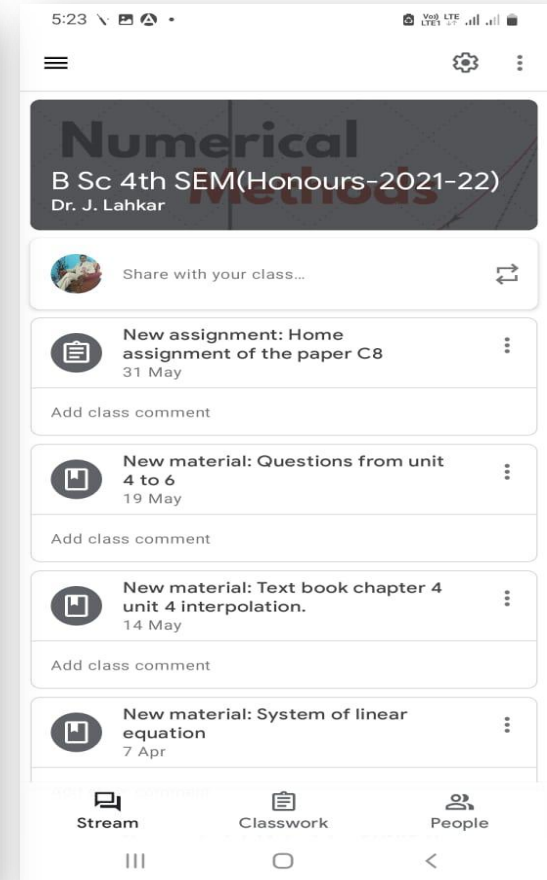 5:23
Vo)) LTE
LTE1
Numerical
Methods
B Sc 4th SEM(Honours-2021-22)
Dr. J. Lahkar
Share with your class...
New assignment: Home
assignment of the paper C8
31 May
Add class comment
New material: Questions from unit
4 to 6
19 May
Add class comment
New material: Text book chapter 4
unit 4 interpolation.
14 May
Add class comment
New material: System of linear
equation
7 Apr
Stream
Classwork
People